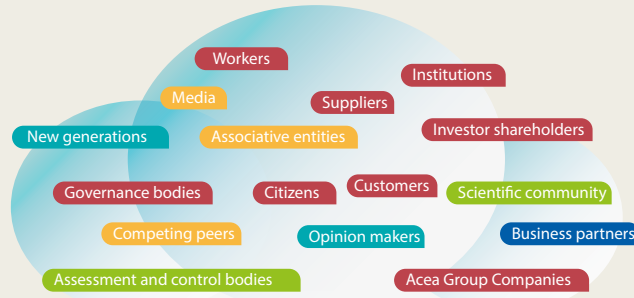 Workers
Institutions
Media
Suppliers
New generations
Associative entities
Investor shareholders
Governance bodies
Citizens
Customers
Scientific community
Competing peers
Opinion makers
Business partners
Assessment and control bodies
Acea Group Companies